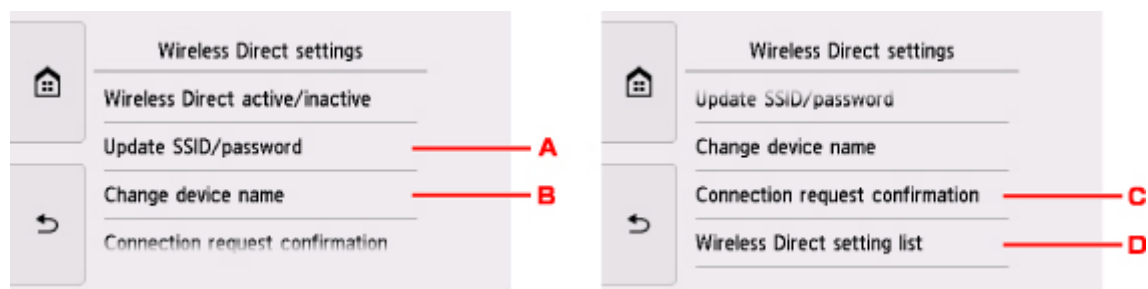 Wireless Direct settings
Wireless Direct active/inactive
Update SSID/password
A
Change device name
B
Connection request confirmation
Wireless Direct settings
Update SSID/password
Change device name
Connection request confirmation
C
Wireless Direct setting list
D